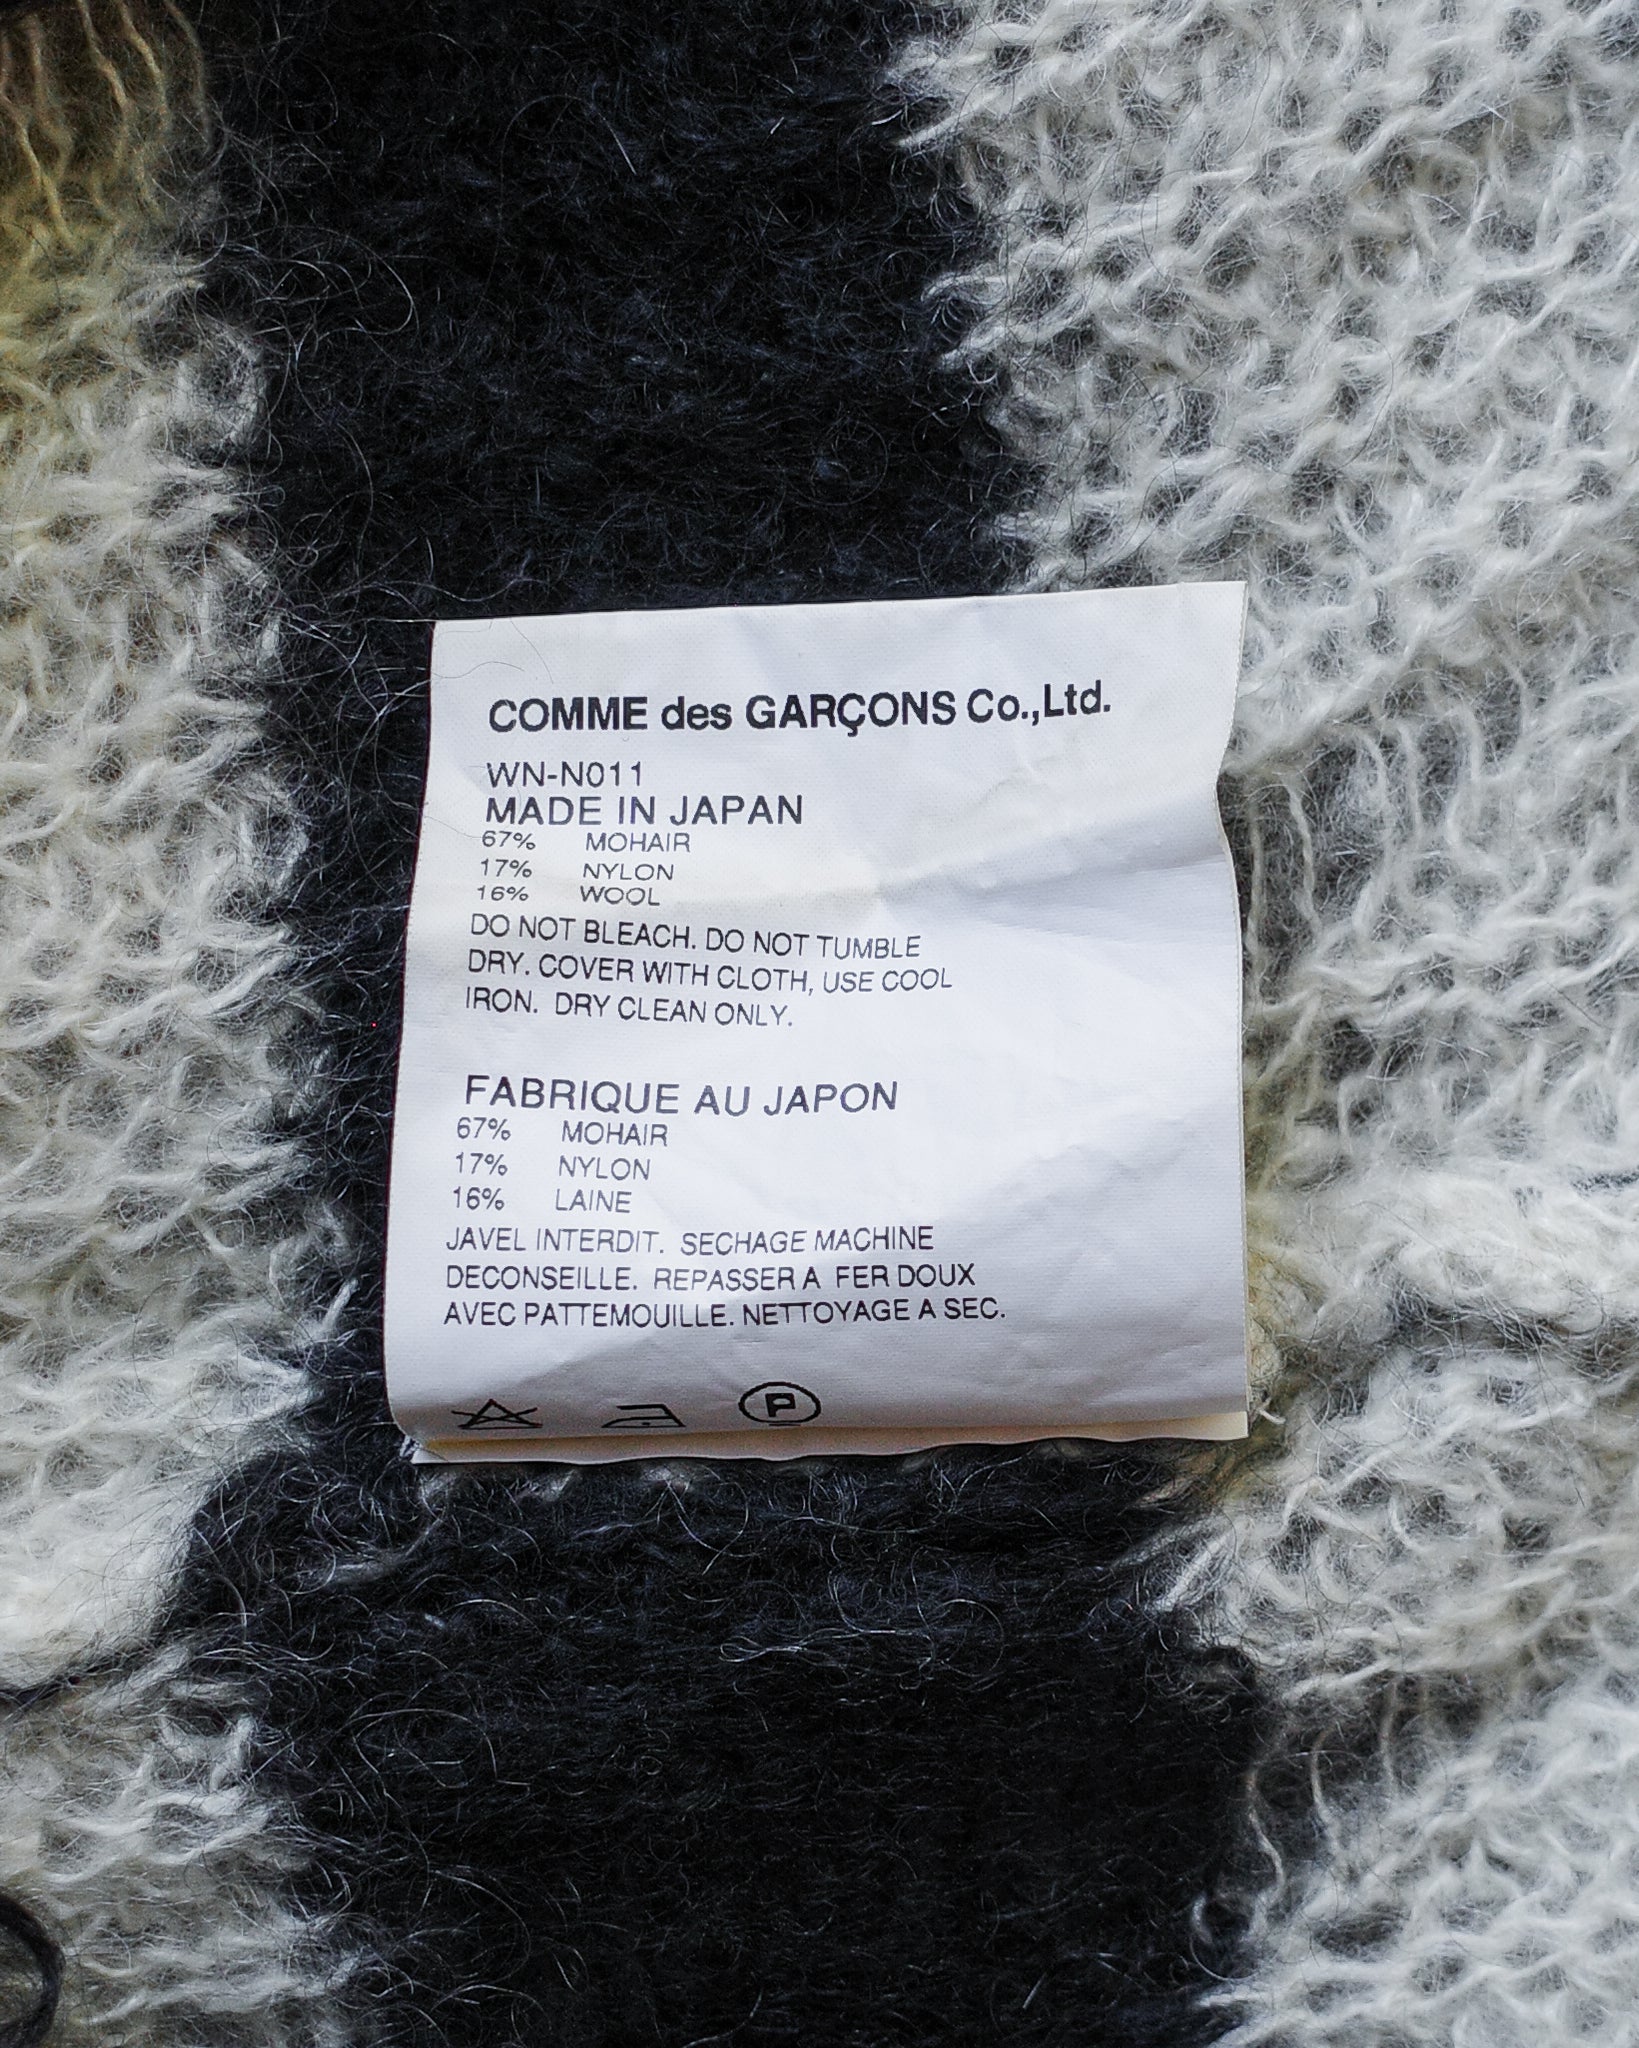 COMME des GARÇONS Co.,Ltd.
WN-N011
MADE IN JAPAN
67% MOHAIR
17% NYLON
16% WOOL
DO NOT BLEACH. DO NOT TUMBLE
DRY. COVER WITH CLOTH, USE COOL
IRON. DRY CLEAN ONLY.
FABRIQUE AU JAPON
67% MOHAIR
17% NYLON
16% LAINE
JAVEL INTERDIT. SECHAGE MACHINE
DECONSEILLE. REPASSER A FER DOUX
AVEC PATTEMOUILLE. NETTOYAGE A SEC.
P